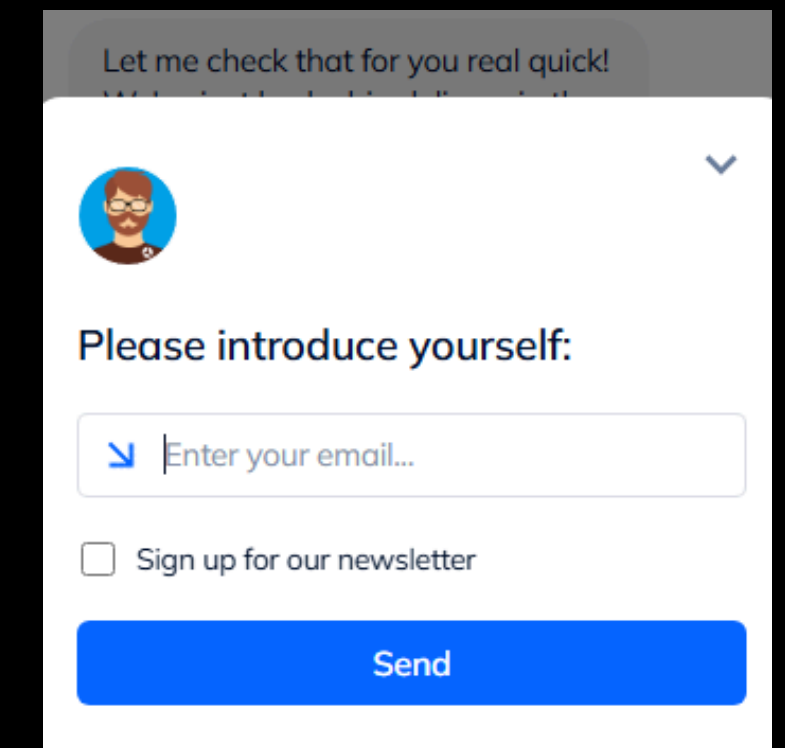 Let me check that for you real quick!
Please introduce yourself:
Enter your email...
Sign up for our newsletter
Send